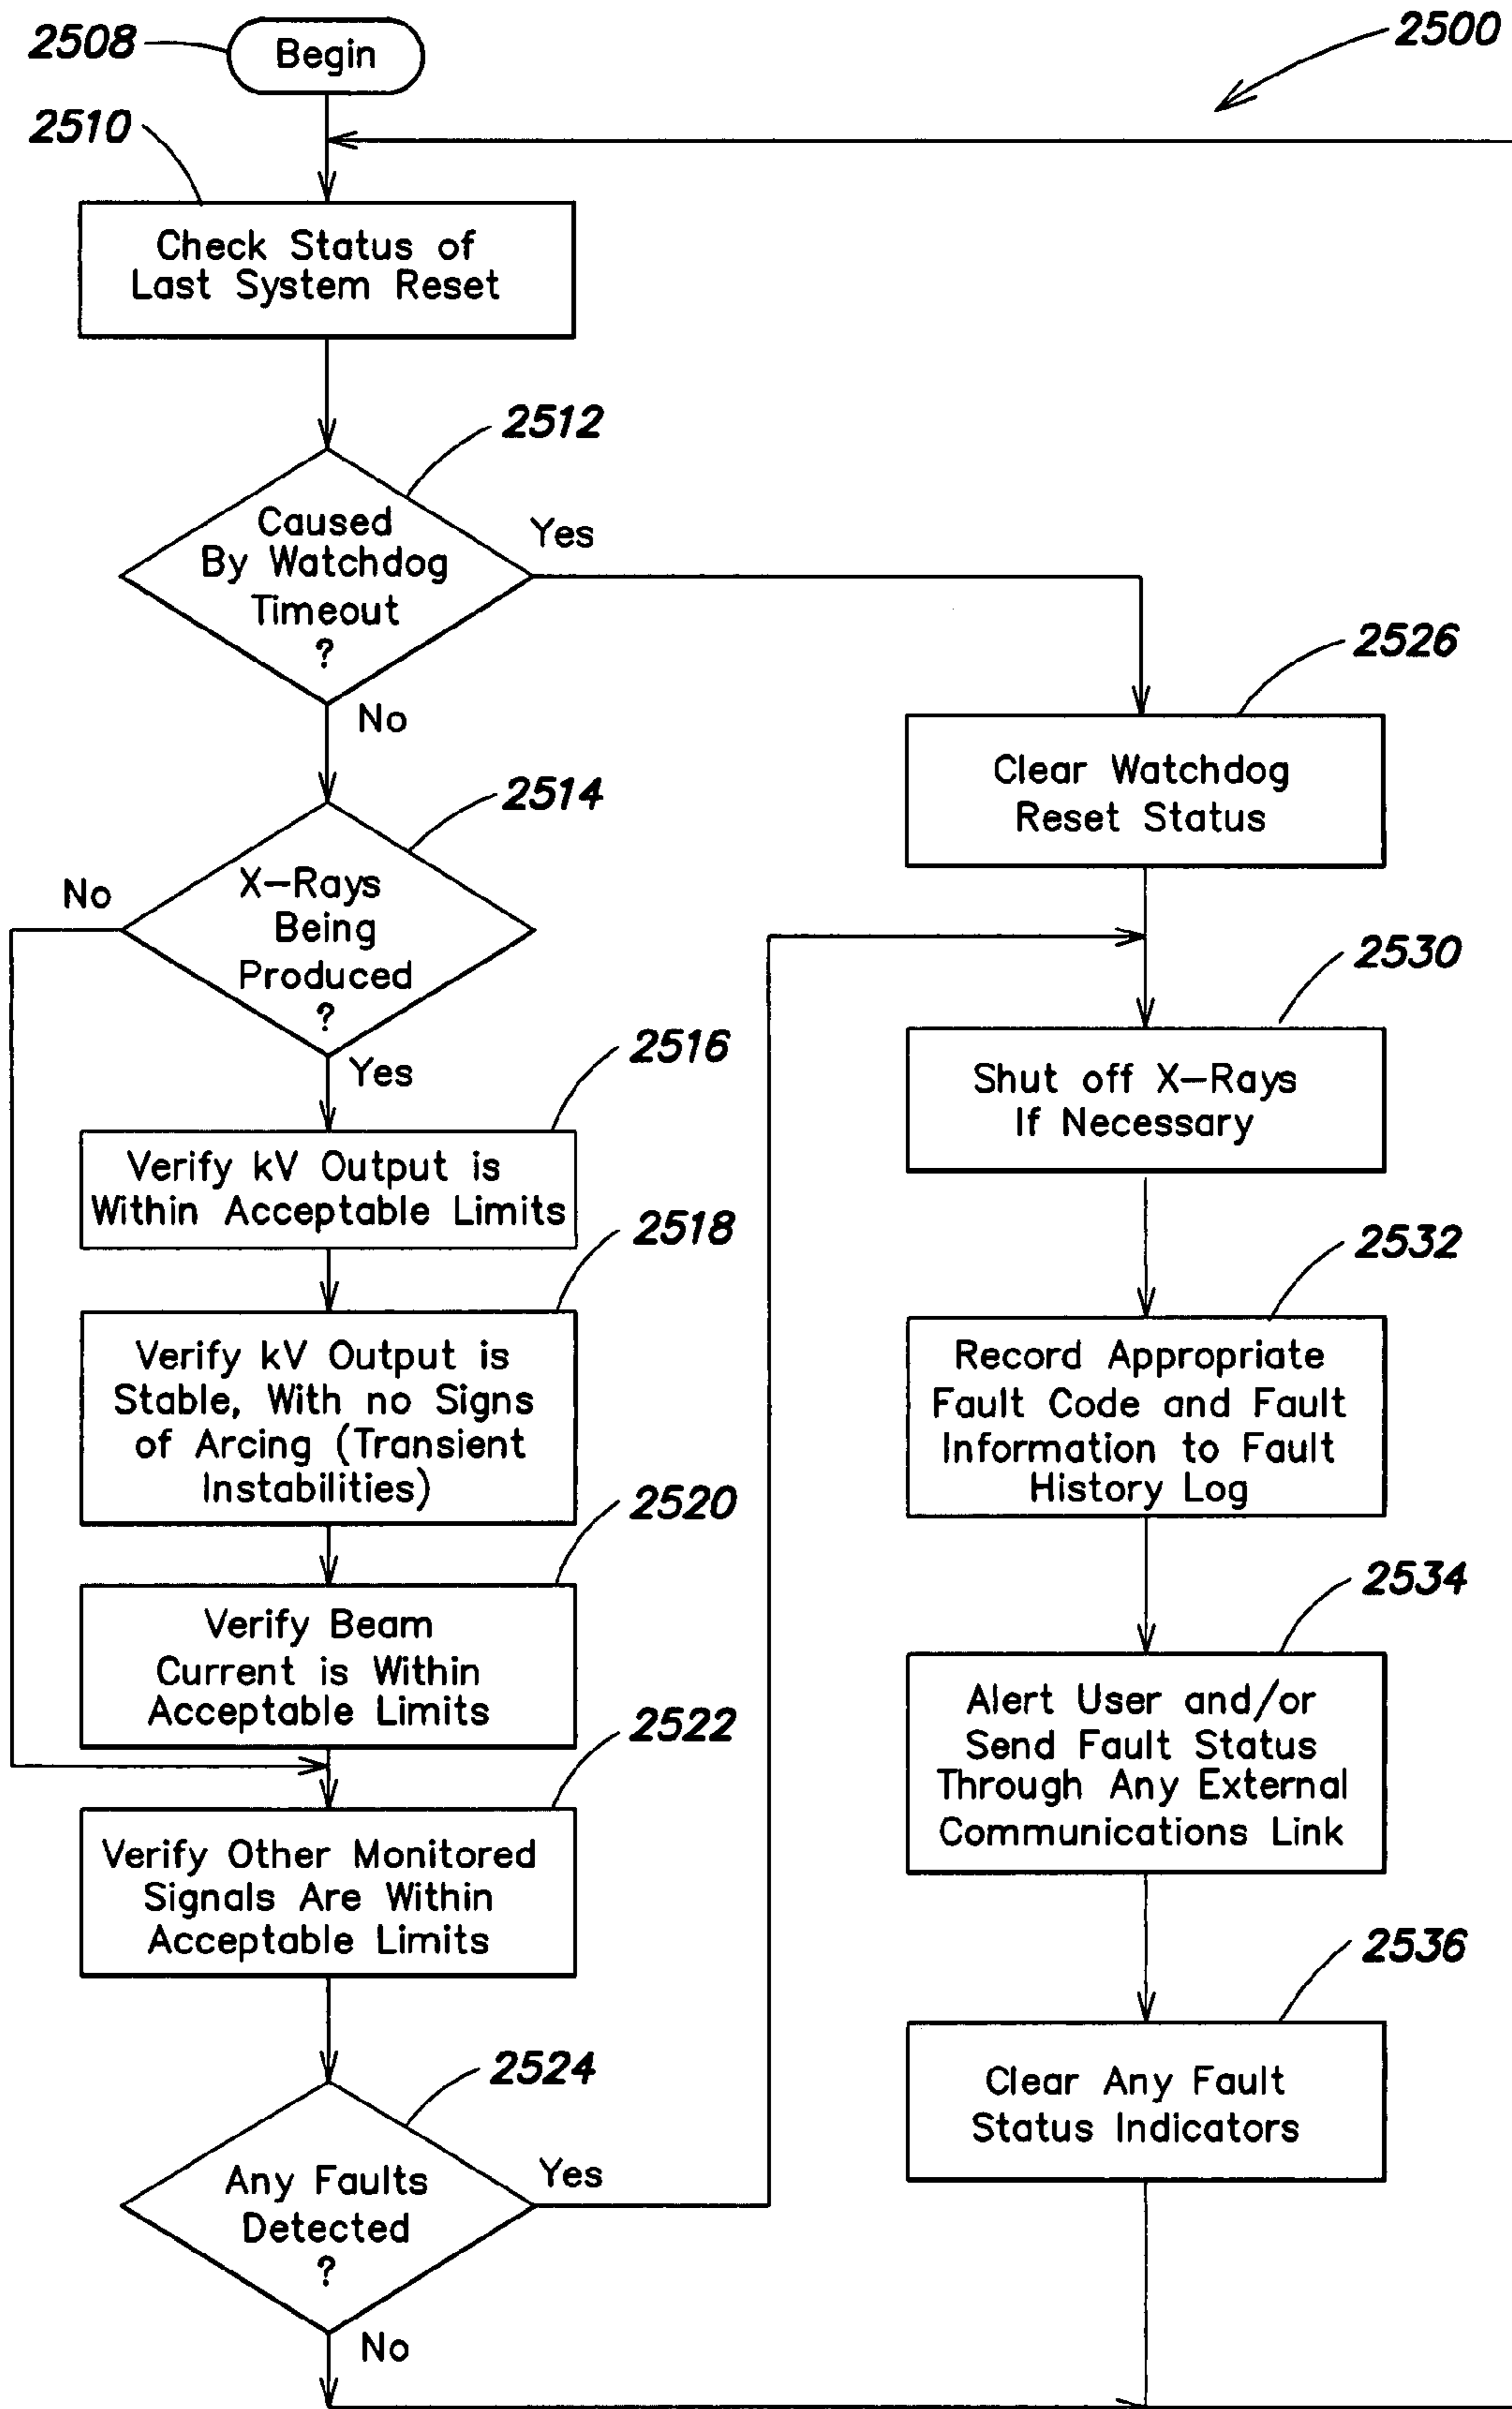 2508
Begin
2500
2510
Check Status of
Last System Reset
2512
Caused
By Watchdog
Timeout
?
Yes
No
2514
X-Rays
Being
Produced
?
No
Yes
2516
Verify kV Output is
Within Acceptable Limits
2518
Verify kV Output is
Stable, With no Signs
of Arcing (Transient
Instabilities)
2520
Verify Beam
Current is Within
Acceptable Limits
2522
Verify Other Monitored
Signals Are Within
Acceptable Limits
2524
Any Faults
Detected
?
Yes
No
2526
Clear Watchdog
Reset Status
2530
Shut off X-Rays
If Necessary
2532
Record Appropriate
Fault Code and Fault
Information to Fault
History Log
2534
Alert User and/or
Send Fault Status
Through Any External
Communications Link
2536
Clear Any Fault
Status Indicators